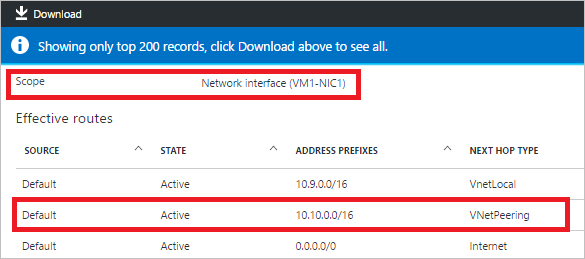 Download
Showing only top 200 records, click Download above to see all.
Scope Network interface (VM1-NIC1)
Effective routes
SOURCE STATE ADDRESS PREFIXES NEXT HOP TYPE
Default Active 10.9.0.0/16 VnetLocal
Default Active 10.10.0.0/16 VNetPeering
Default Active 0.0.0.0/0 Internet